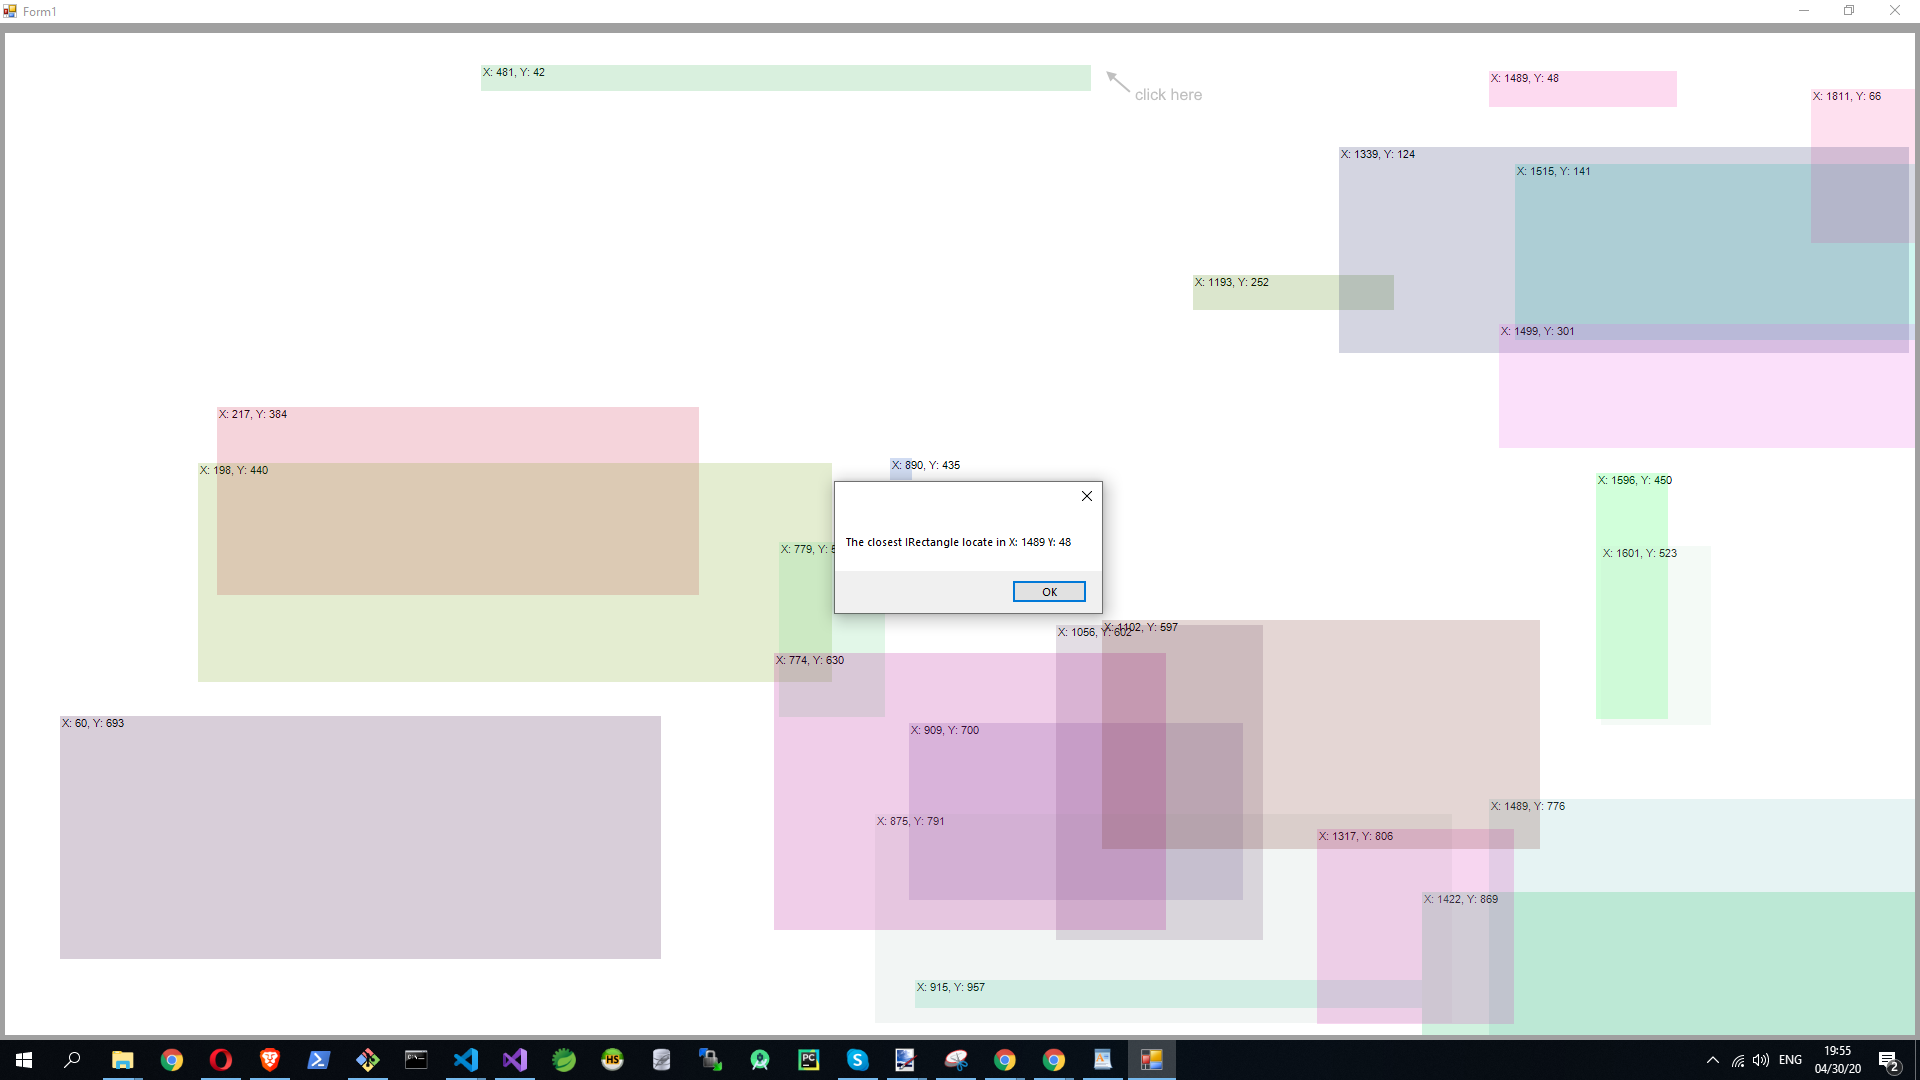 Form1
X: 481, Y: 42
click here
X: 1489, Y: 48
X: 1811, Y: 66
X: 1339, Y: 124
X: 1515, Y: 141
X: 1193, Y: 252
X: 1499, Y: 301
X: 217, Y: 384
X: 198, Y: 440
X: 890, Y: 435
X: 1596, Y: 450
X: 779, Y:
The closest IRectangle locate in X: 1489 Y: 48
OK
X: 1601, Y: 523
X: 1056, Y: 602
X: 1102, Y: 597
X: 774, Y: 630
X: 60, Y: 693
X: 909, Y: 700
X: 875, Y: 791
X: 1489, Y: 776
X: 1317, Y: 806
X: 1422, Y: 869
X: 915, Y: 957
HS
PC
ENG
19:55
04/30/20
2